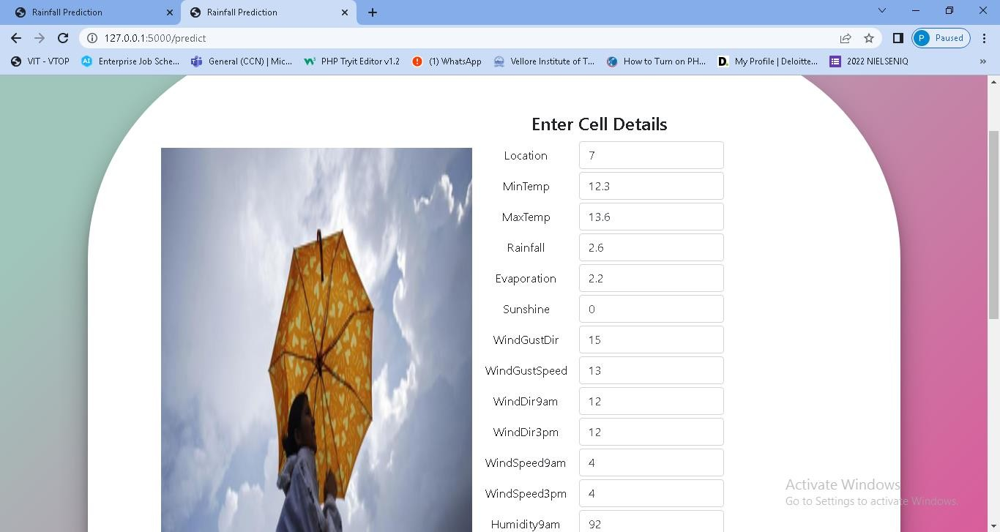 Rainfall Prediction
Rainfall Prediction
127.0.0.1:5000/predict
P Paused
VIT - VTOP
AI Enterprise Job Sche...
General (CCN) | Mic...
PHP Tryit Editor v1.2
(1) WhatsApp
Vellore Institute of T...
How to Turn on PH...
D. My Profile | Deloitte...
2022 NIELSENIQ
»
Enter Cell Details
Location 7
MinTemp 12.3
MaxTemp 13.6
Rainfall 2.6
Evaporation 2.2
Sunshine 0
WindGustDir 15
WindGustSpeed 13
WindDir9am 12
WindDir3pm 12
WindSpeed9am 4
WindSpeed3pm 4
Humidity9am 92
Activate Windows
Go to Settings to activate Windows.